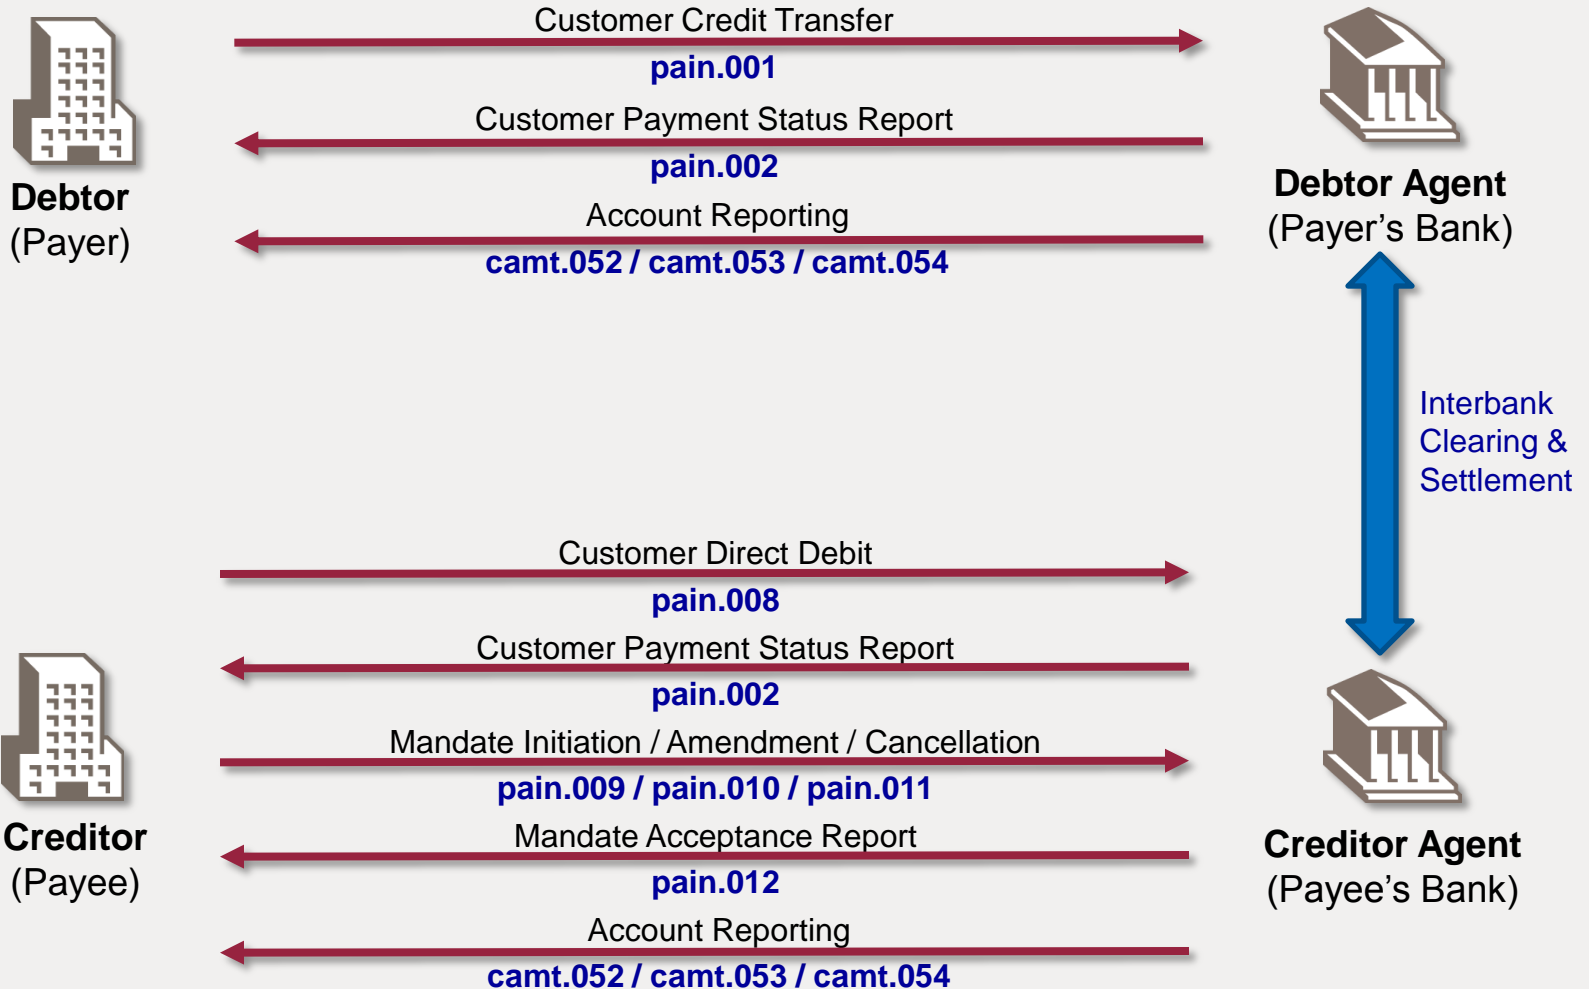 Customer Credit Transfer
pain.001
Customer Payment Status Report
pain.002
Account Reporting
camt.052 / camt.053 / camt.054
Debtor
(Payer)
Debtor Agent
(Payer’s Bank)
Interbank
Clearing &
Settlement
Customer Direct Debit
pain.008
Customer Payment Status Report
pain.002
Mandate Initiation / Amendment / Cancellation
pain.009 / pain.010 / pain.011
Mandate Acceptance Report
pain.012
Account Reporting
camt.052 / camt.053 / camt.054
Creditor
(Payee)
Creditor Agent
(Payee’s Bank)